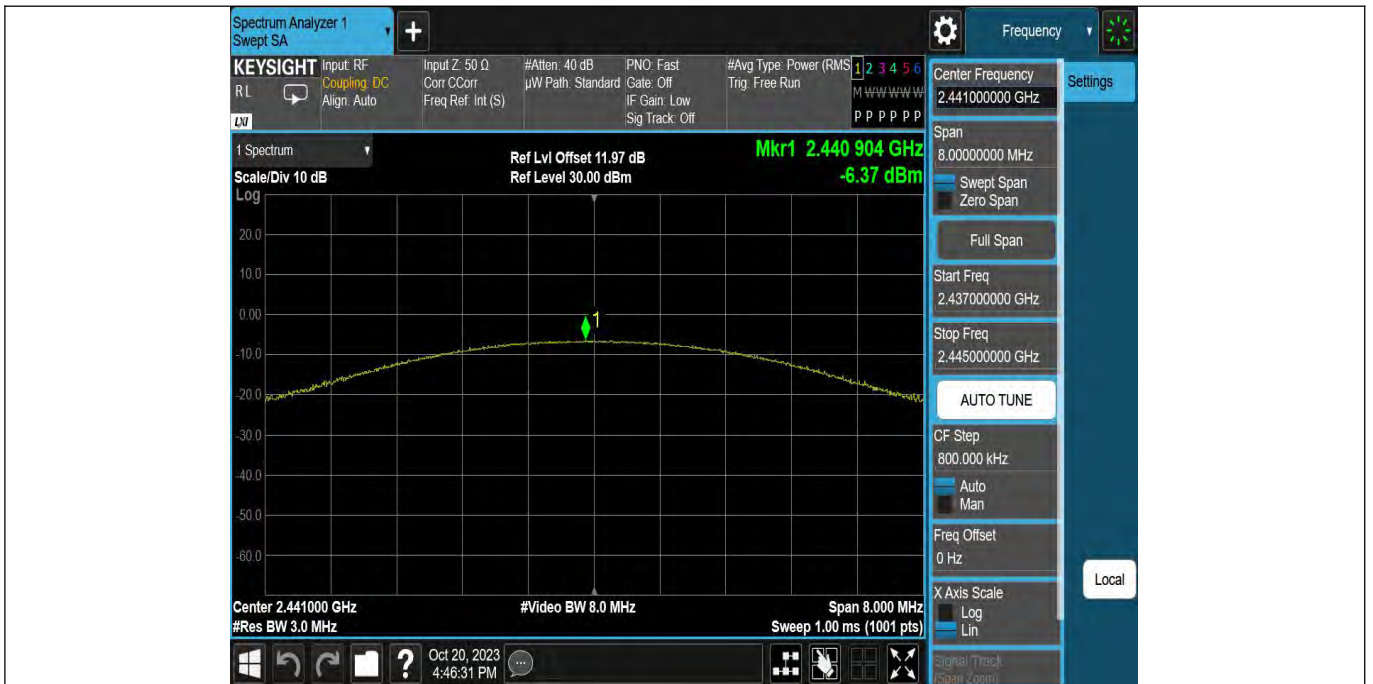 Spectrum Analyzer 1
Swept SA
Frequency
KEYSIGHT
RL
LXI
Input: RF
Coupling: DC
Align: Auto
Input Z: 50 Ω
Corr CCorr
Freq Ref: Int (S)
#Atten: 40 dB
µW Path: Standard
PNO: Fast
Gate: Off
IF Gain: Low
Sig Track: Off
#Avg Type: Power (RMS
Trig: Free Run
1 2 3 4 5 6
M W W W W W
P P P P P P
1 Spectrum
Scale/Div 10 dB
Log
Ref Lvl Offset 11.97 dB
Ref Level 30.00 dBm
Mkr1 2.440 904 GHz
-6.37 dBm
20.0
10.0
0.00
-10.0
-20.0
-30.0
-40.0
-50.0
-60.0
1
Center 2.441000 GHz
#Res BW 3.0 MHz
#Video BW 8.0 MHz
Span 8.000 MHz
Sweep 1.00 ms (1001 pts)
Center Frequency
2.441000000 GHz
Span
8.00000000 MHz
Swept Span
Zero Span
Full Span
Start Freq
2.437000000 GHz
Stop Freq
2.445000000 GHz
AUTO TUNE
CF Step
800.000 kHz
Auto
Man
Freq Offset
0 Hz
X Axis Scale
Log
Lin
Signal Track
(Span Zoom)
Settings
Local
?
Oct 20, 2023
4:46:31 PM